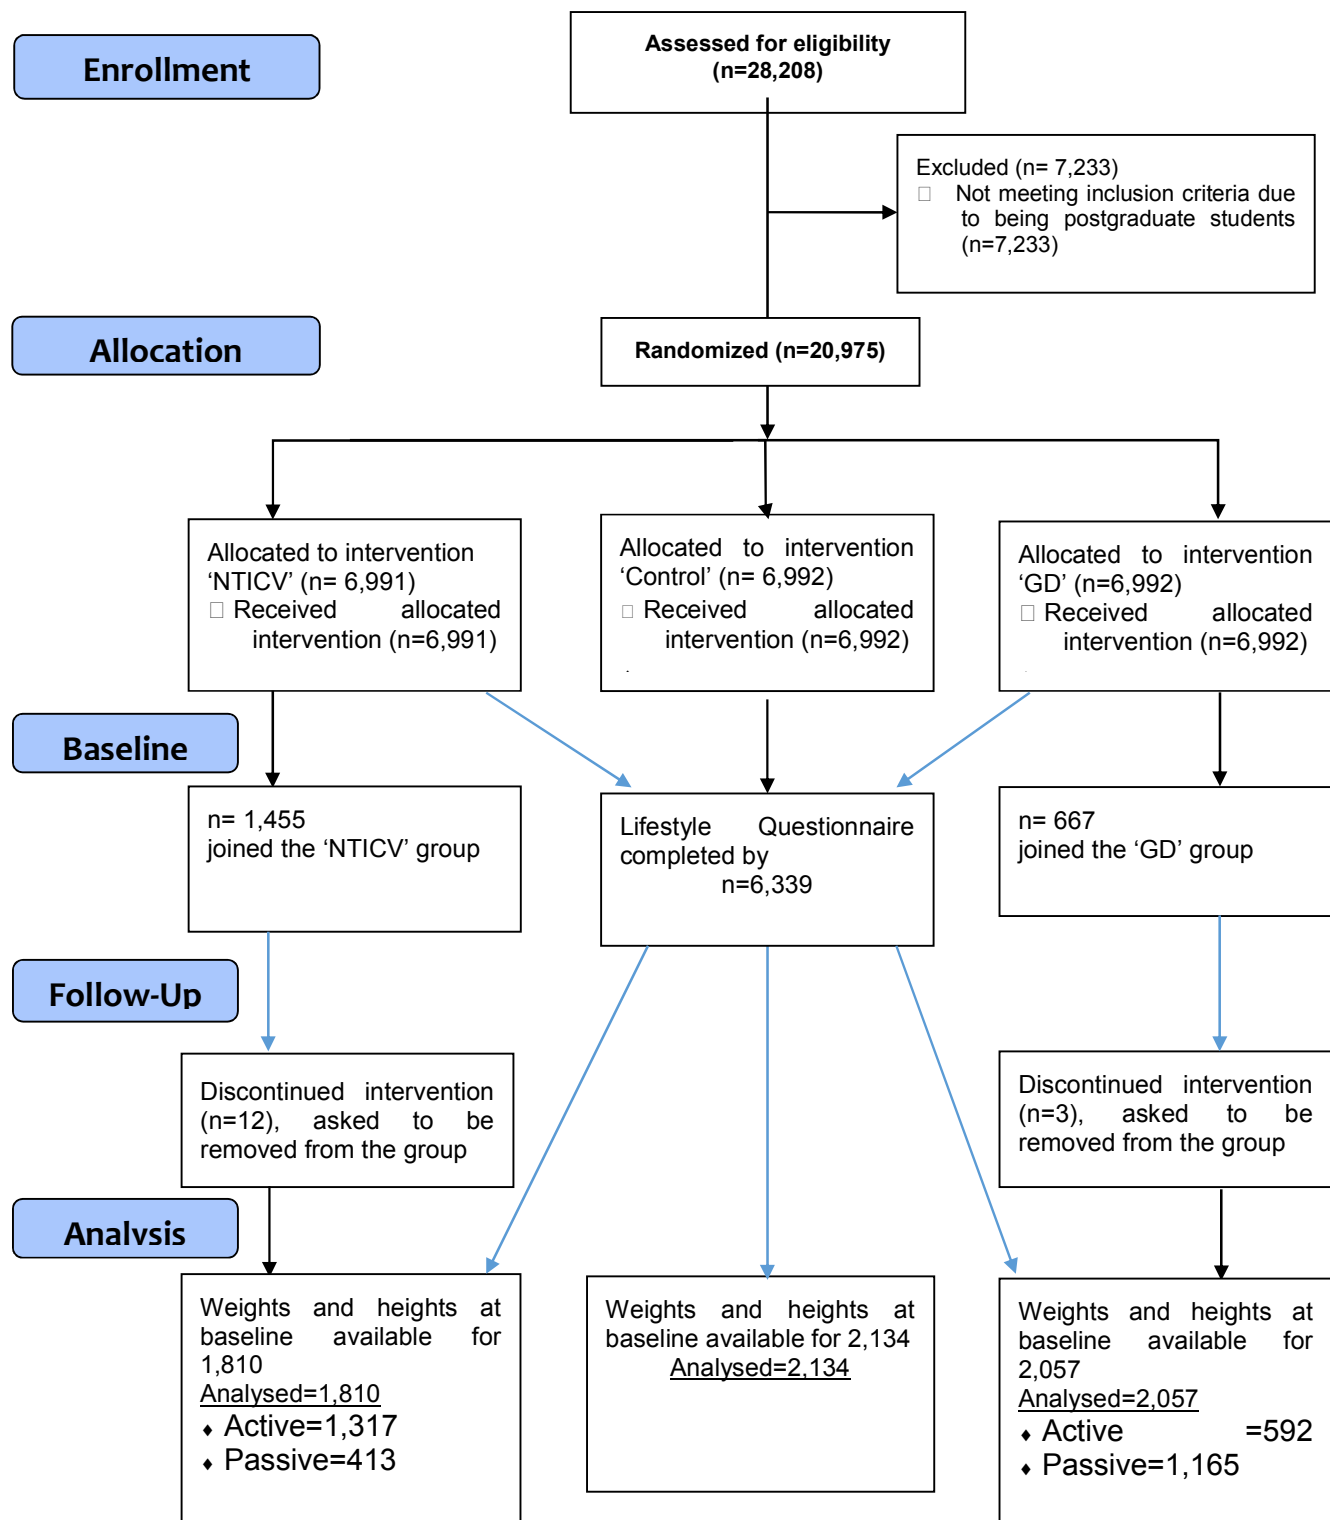 Enrollment
Assessed for eligibility
(n=28,208)
Excluded (n= 7,233)
□ Not meeting inclusion criteria due
to being postgraduate students
(n=7,233)
Allocation
Randomized (n=20,975)
Allocated to intervention
‘NTICV’ (n= 6,991)
□ Received allocated
intervention (n=6,991)
Allocated to intervention
‘Control’ (n= 6,992)
□ Received allocated
intervention (n=6,992)
.
Allocated to intervention
‘GD’ (n=6,992)
□ Received allocated
intervention (n=6,992)
.
Baseline
n= 1,455
joined the ‘NTICV’ group
Lifestyle Questionnaire
completed by
n=6,339
n= 667
joined the ‘GD’ group
Follow-Up
Discontinued intervention
(n=12), asked to be
removed from the group
Discontinued intervention
(n=3), asked to be
removed from the group
Analysis
Weights and heights at
baseline available for
1,810
Analysed=1,810
♦ Active=1,317
♦ Passive=413
Weights and heights at
baseline available for 2,134
Analysed=2,134
Weights and heights at
baseline available for
2,057
Analysed=2,057
♦ Active =592
♦ Passive=1,165